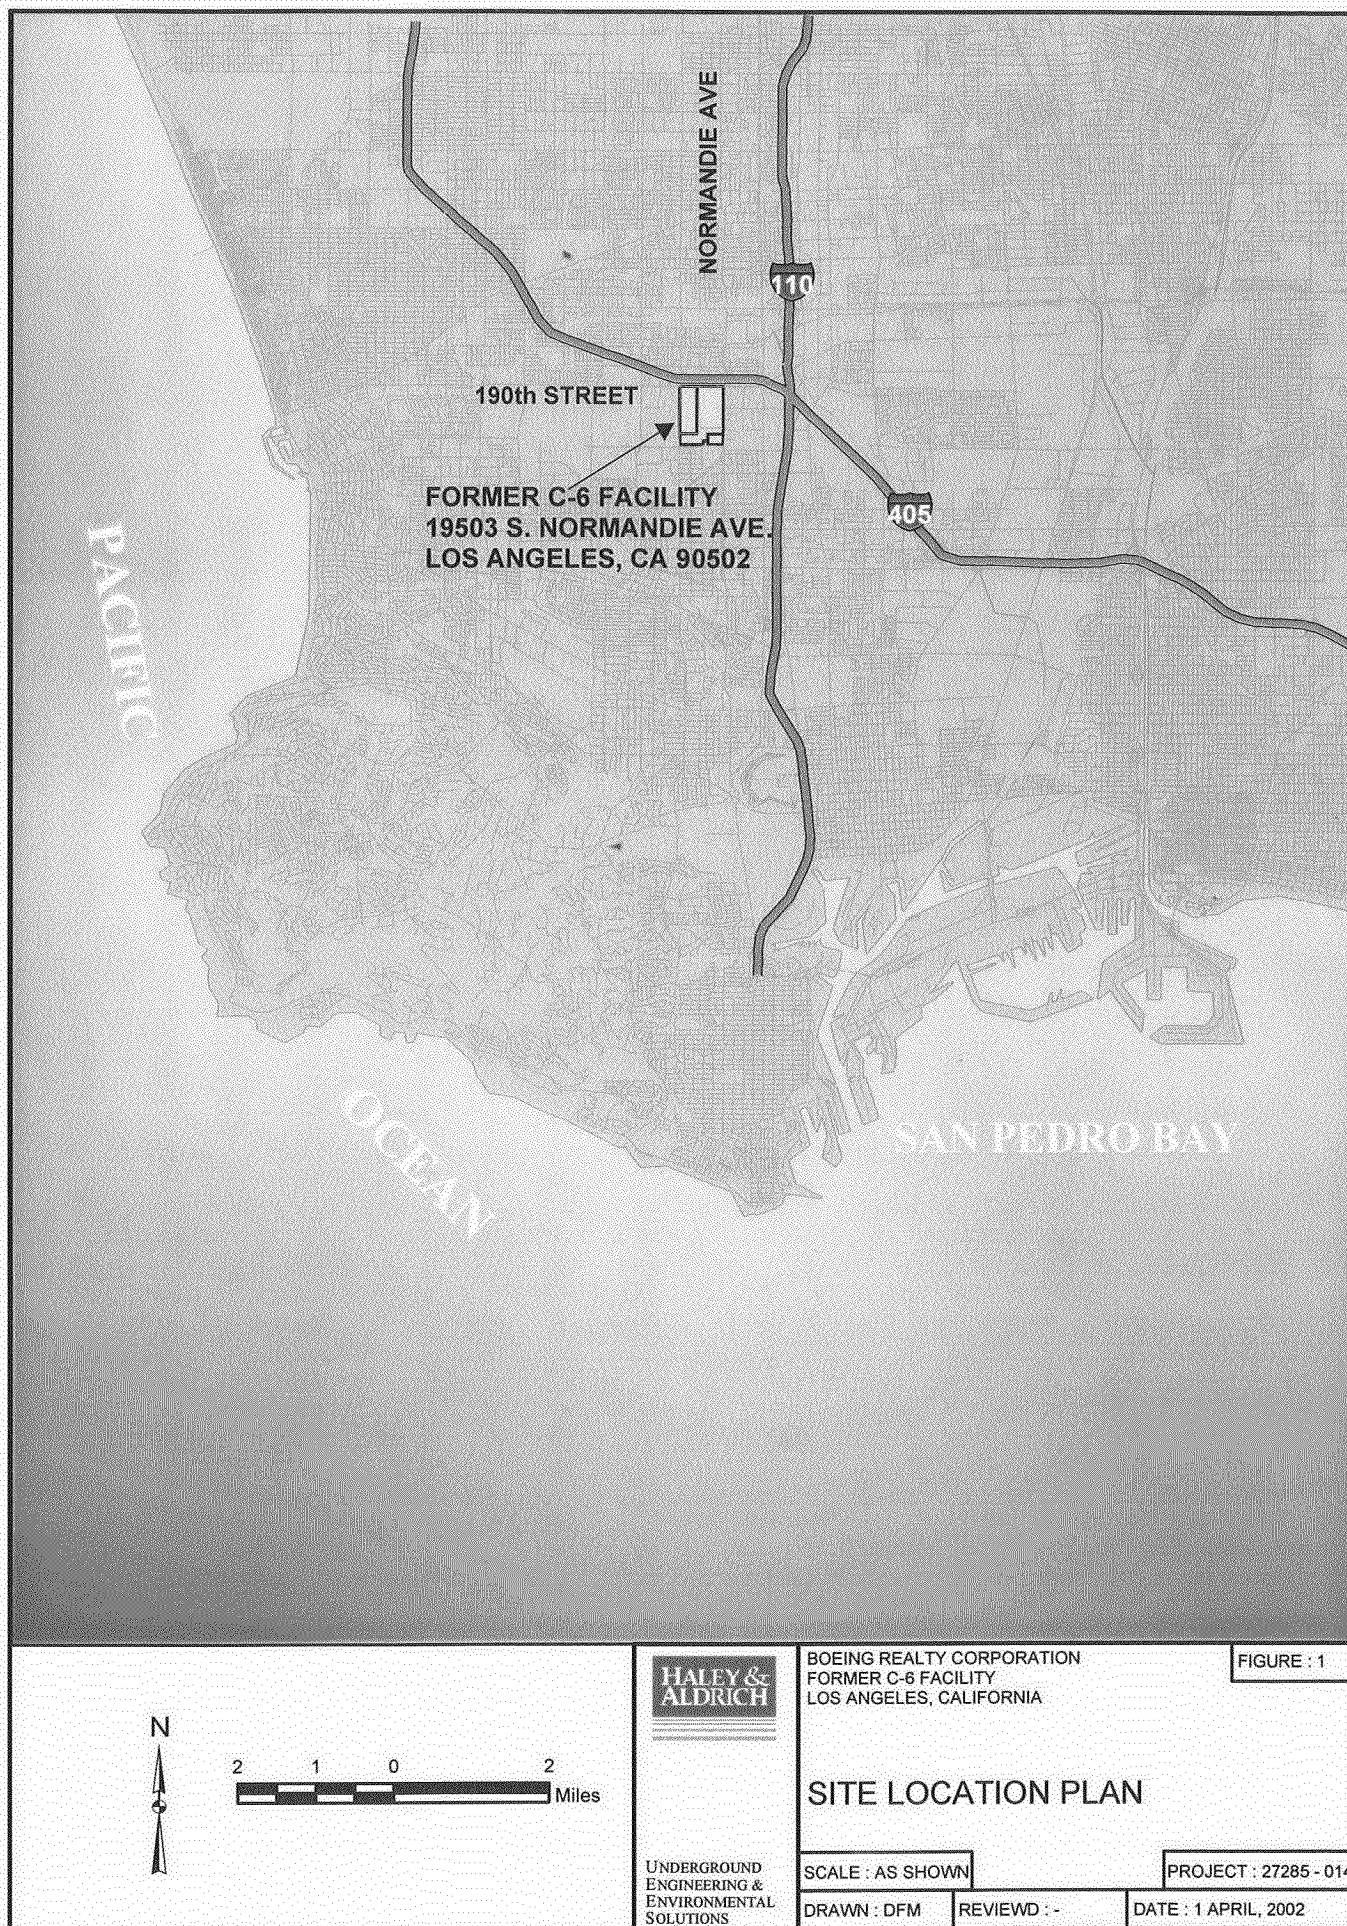 NORMANDIE AVE
110
190th STREET
FORMER C-6 FACILITY
19503 S. NORMANDIE AVE.
LOS ANGELES, CA 90502
405
PACIFIC
OCEAN
SAN PEDRO BAY
N
2 1 0 2
Miles
HALEY &
ALDRICH
UNDERGROUND
ENGINEERING &
ENVIRONMENTAL
SOLUTIONS
BOEING REALTY CORPORATION
FORMER C-6 FACILITY
LOS ANGELES, CALIFORNIA
FIGURE : 1
SITE LOCATION PLAN
SCALE : AS SHOWN
PROJECT : 27285 - 014
DRAWN : DFM
REVIEWD : -
DATE : 1 APRIL, 2002